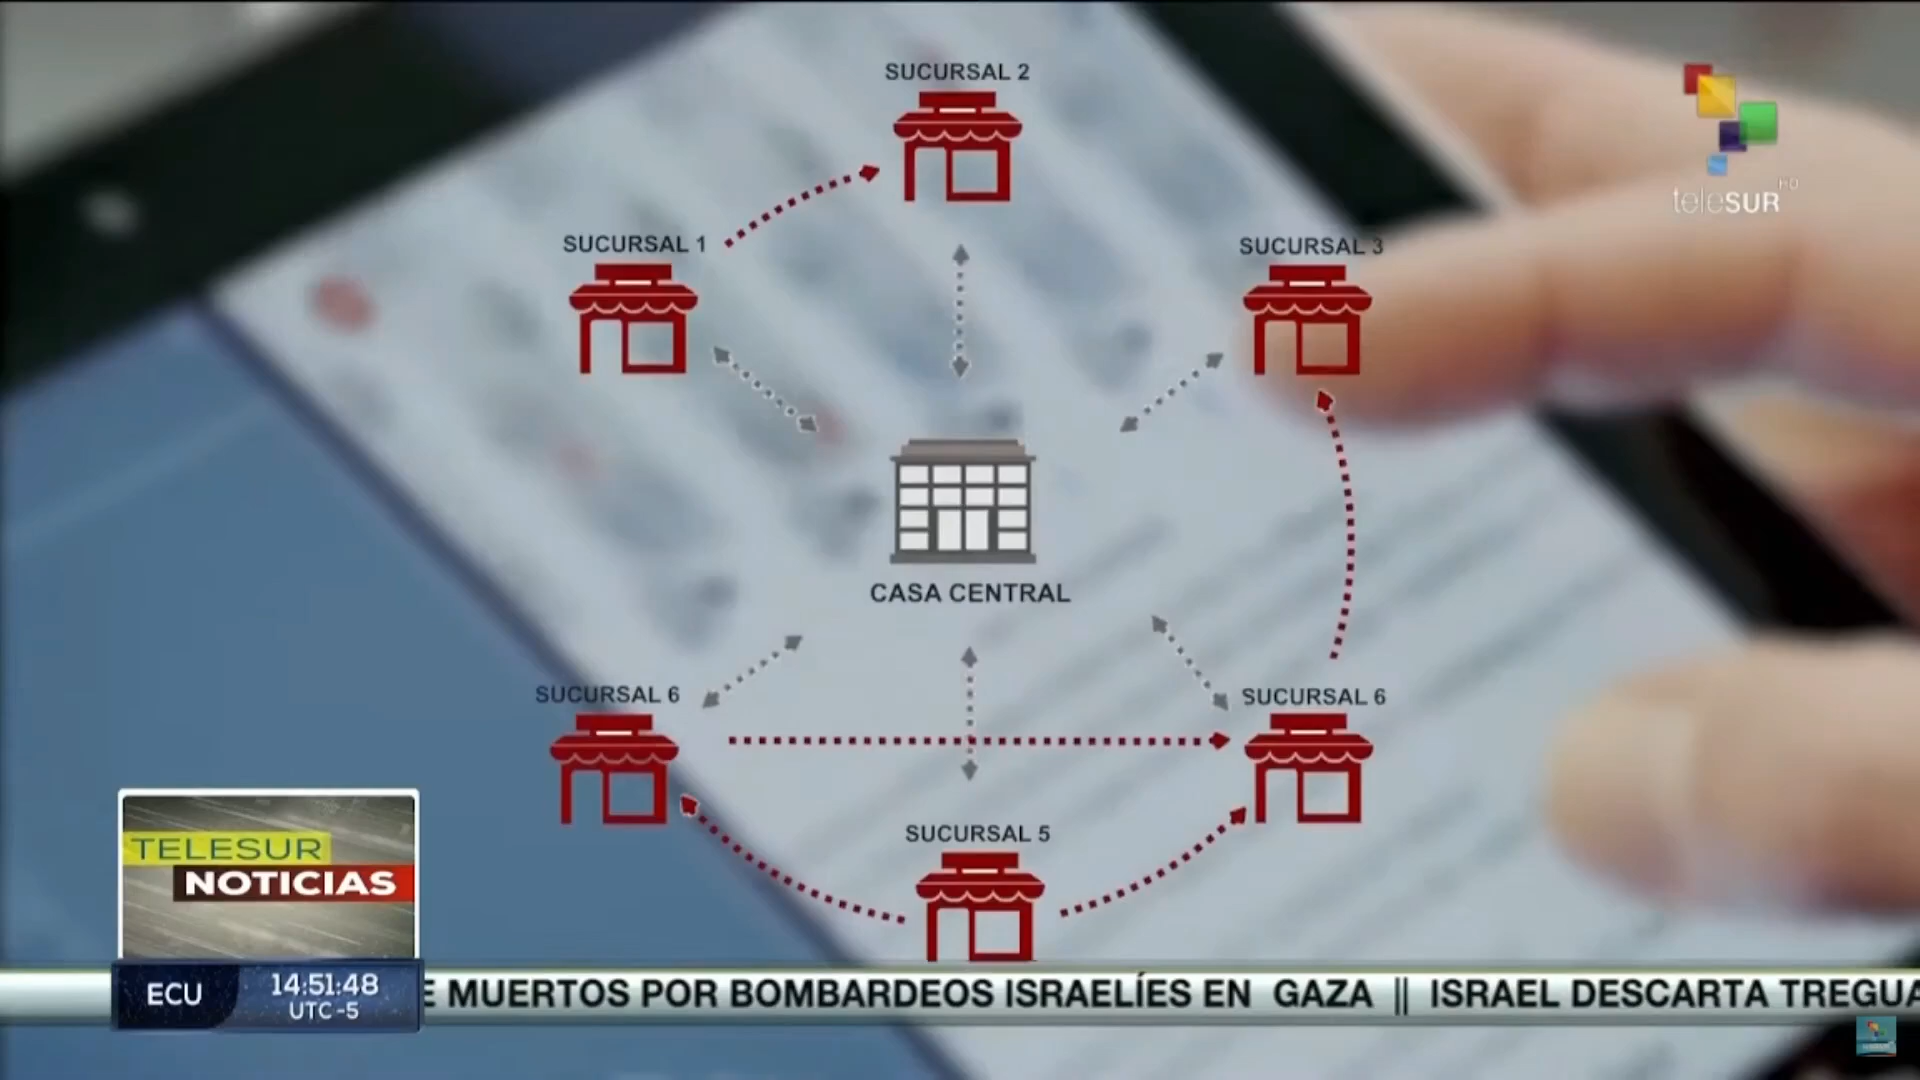 SUCURSAL 2
teleSUR HD
SUCURSAL 1
SUCURSAL 3
CASA CENTRAL
SUCURSAL 6
SUCURSAL 6
SUCURSAL 5
TELESUR
NOTICIAS
ECU
14:51:48
UTC-5
E MUERTOS POR BOMBARDEOS ISRAELÍES EN GAZA || ISRAEL DESCARTA TREGUA